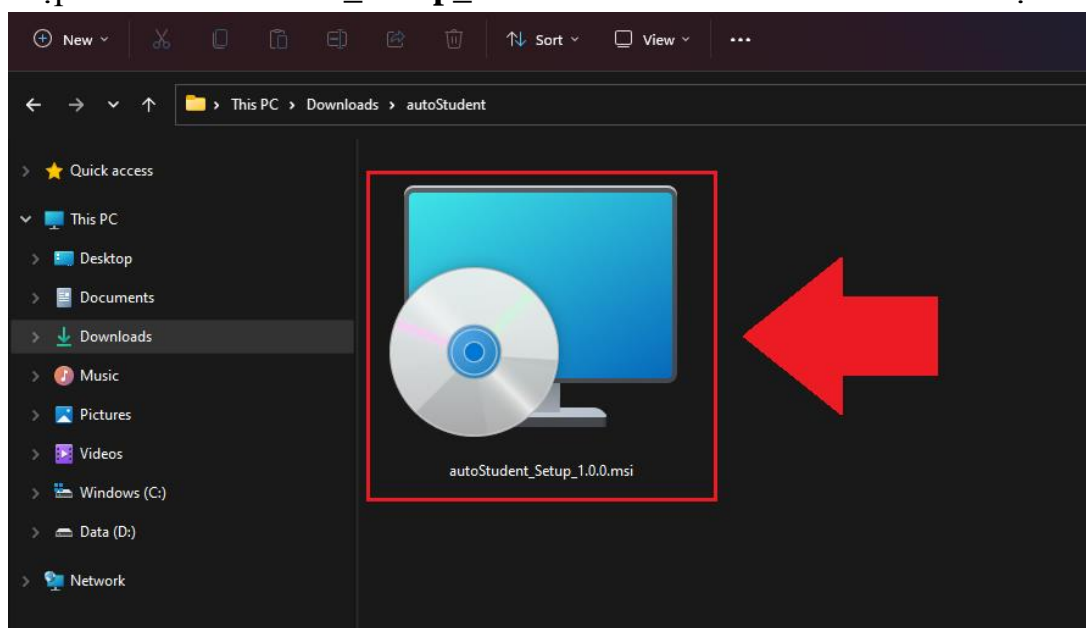 New Sort View
This PC > Downloads > autoStudent
Quick access
This PC
Desktop
Documents
Downloads
Music
Pictures
Videos
Windows (C:)
Data (D:)
Network
autoStudent_Setup_1.0.0.msi